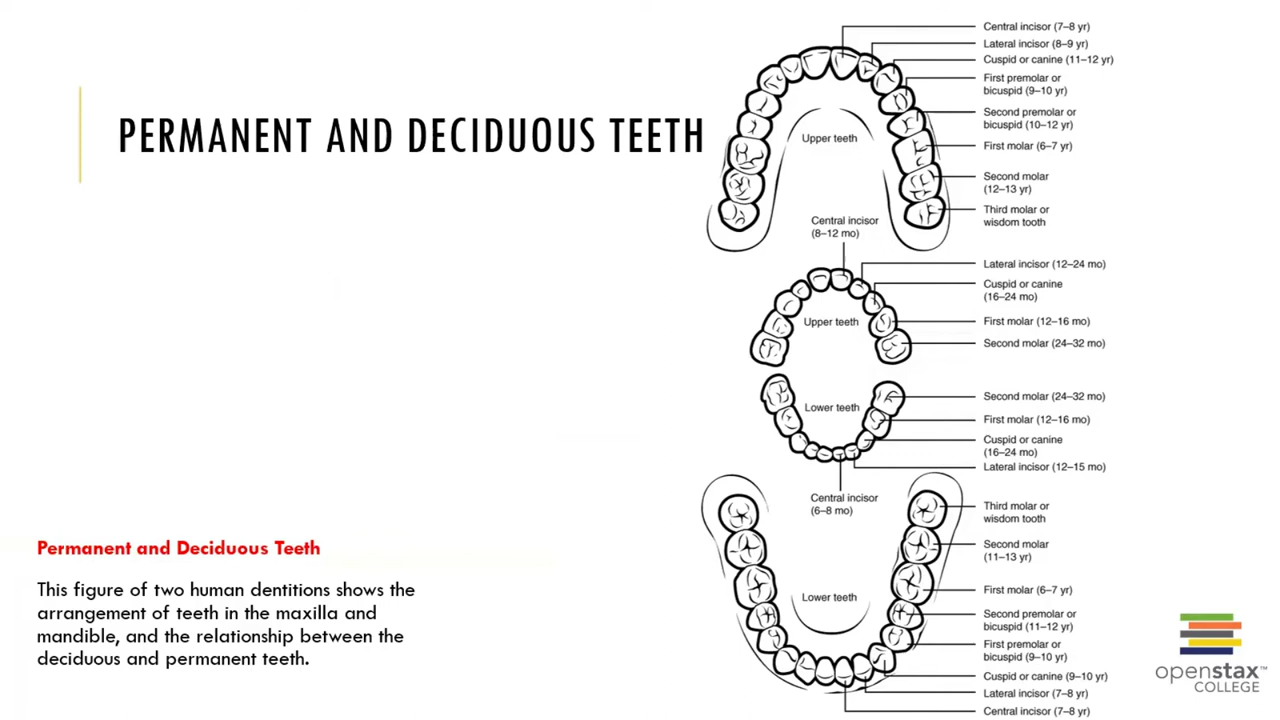 PERMANENT AND DECIDUOUS TEETH
Central incisor (7–8 yr)
Lateral incisor (8–9 yr)
Cuspid or canine (11–12 yr)
First premolar or
bicuspid (9–10 yr)
Second premolar or
bicuspid (10–12 yr)
First molar (6–7 yr)
Second molar
(12–13 yr)
Third molar or
wisdom tooth
Upper teeth
Central incisor
(8–12 mo)
Lateral incisor (12–24 mo)
Cuspid or canine
(16–24 mo)
First molar (12–16 mo)
Second molar (24–32 mo)
Upper teeth
Lower teeth
Second molar (24–32 mo)
First molar (12–16 mo)
Cuspid or canine
(16–24 mo)
Lateral incisor (12–15 mo)
Central incisor
(6–8 mo)
Third molar or
wisdom tooth
Second molar
(11–13 yr)
First molar (6–7 yr)
Second premolar or
bicuspid (11–12 yr)
First premolar or
bicuspid (9–10 yr)
Cuspid or canine (9–10 yr)
Lateral incisor (7–8 yr)
Central incisor (7–8 yr)
Lower teeth
Permanent and Deciduous Teeth
This figure of two human dentitions shows the
arrangement of teeth in the maxilla and
mandible, and the relationship between the
deciduous and permanent teeth.
openstax™
COLLEGE